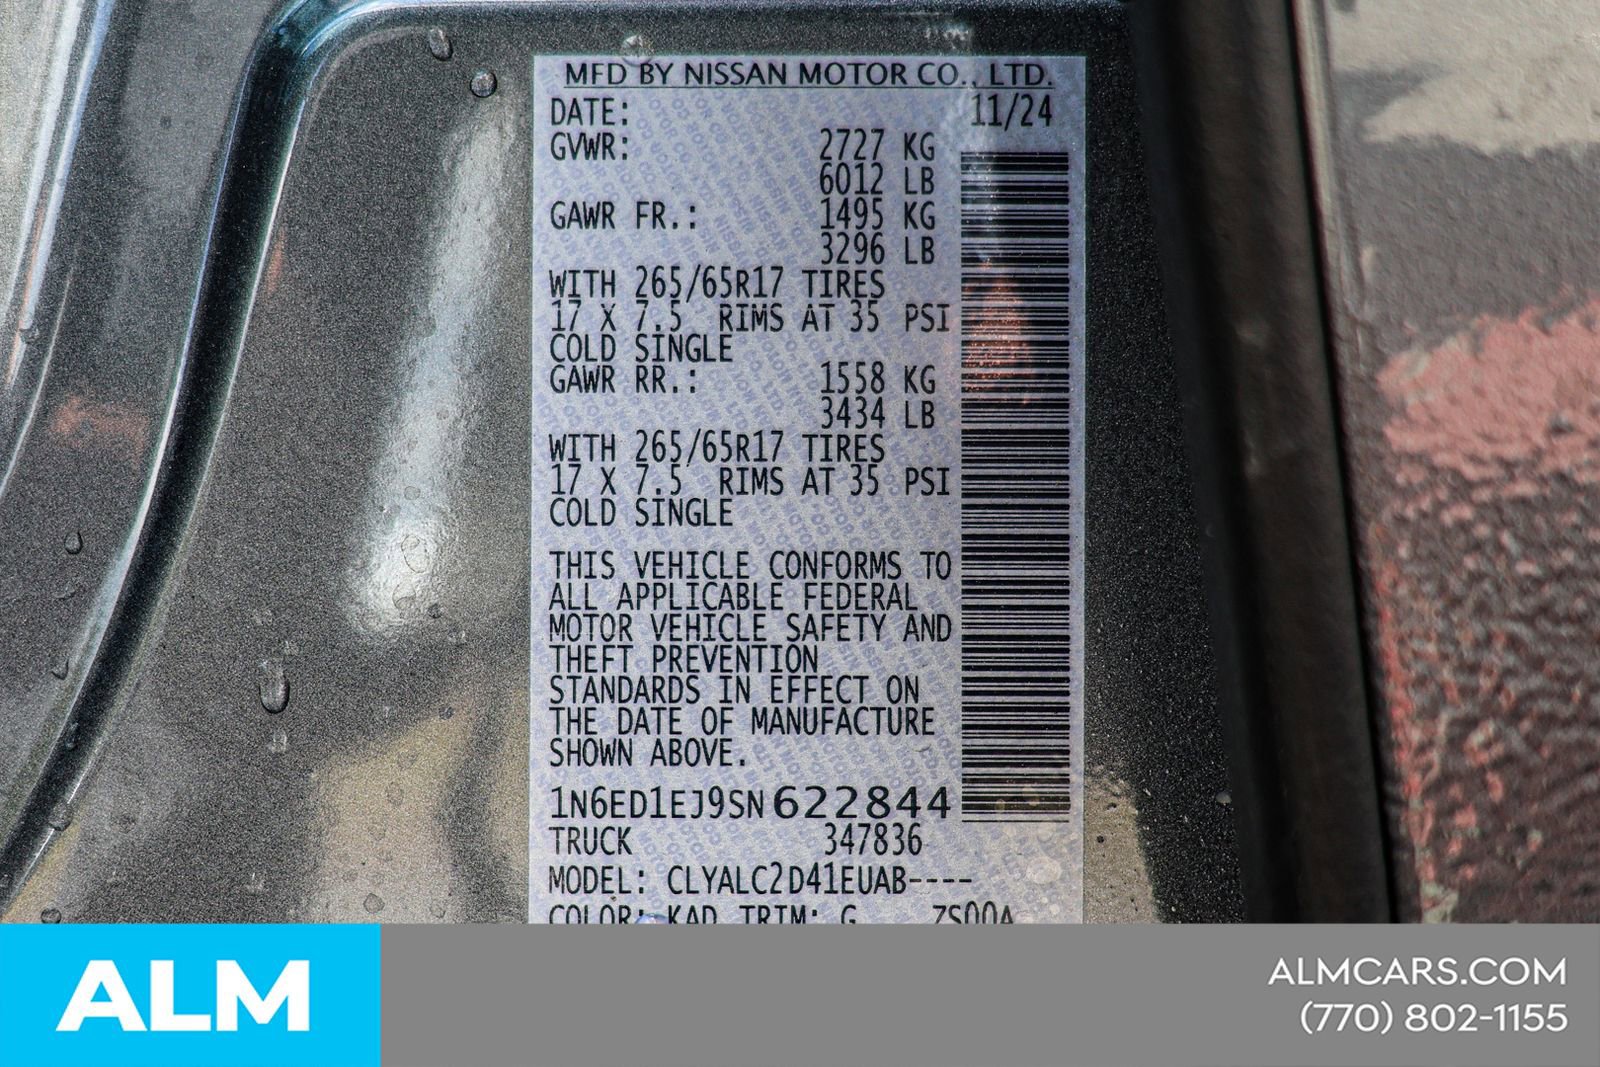 MFD BY NISSAN MOTOR CO., LTD.
DATE: 11/24
GVWR: 2727 KG
6012 LB
GAWR FR.: 1495 KG
3296 LB
WITH 265/65R17 TIRES
17 X 7.5 RIMS AT 35 PSI
COLD SINGLE
GAWR RR.: 1558 KG
3434 LB
WITH 265/65R17 TIRES
17 X 7.5 RIMS AT 35 PSI
COLD SINGLE
THIS VEHICLE CONFORMS TO
ALL APPLICABLE FEDERAL
MOTOR VEHICLE SAFETY AND
THEFT PREVENTION
STANDARDS IN EFFECT ON
THE DATE OF MANUFACTURE
SHOWN ABOVE.
1N6ED1EJ9SN622844
TRUCK 347836
MODEL: CLYALC2D41EUAB----
COLOR: KAD TRIM: G ZS00A
ALM
ALMCARS.COM
(770) 802-1155